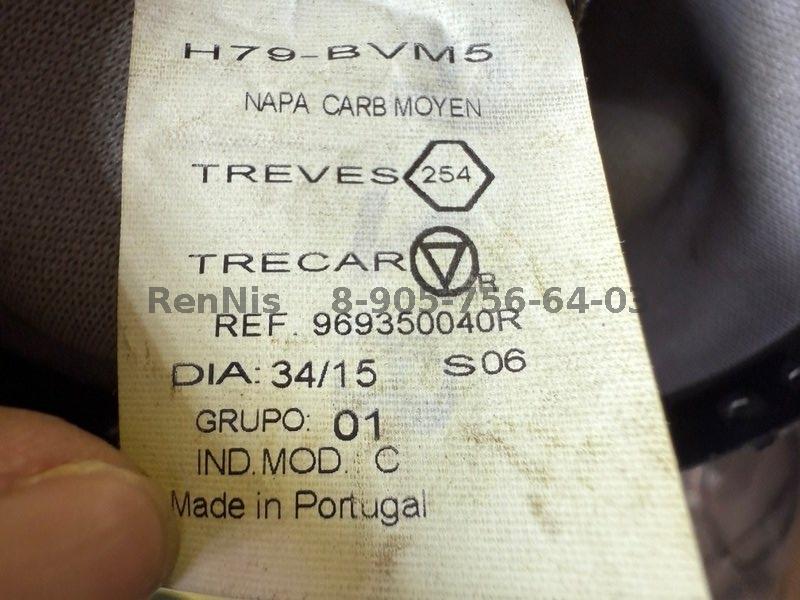 H79-BVM5
NAPA CARB MOYEN
TREVES 254
TRECAR
R
RenNis 8-905-756-64-03
REF. 969350040R
DIA: 34/15 S06
GRUPO: 01
IND.MOD. C
Made in Portugal